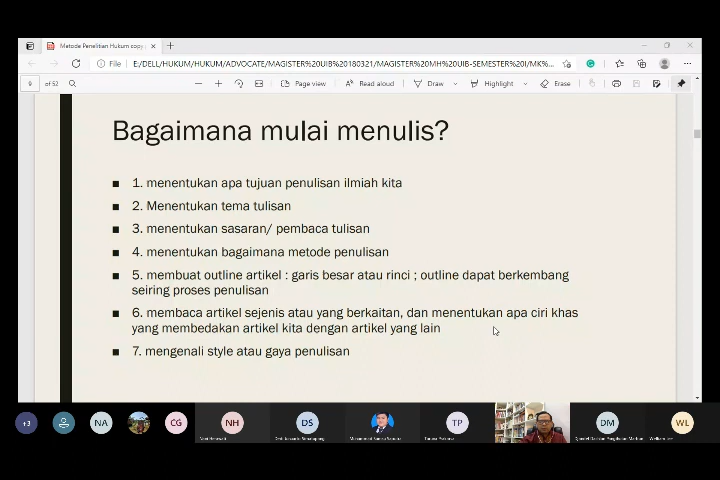 Metode Penelitian Hukum copy
File
E:/DELL/HUKUM/HUKUM/ADVOCATE/MAGISTER%20UIB%20180321/MAGISTER%20MH%20UIB-SEMESTER%20I/MK%...
9 of 52
Page view
Read aloud
Draw
Highlight
Erase
Bagaimana mulai menulis?
1. menentukan apa tujuan penulisan ilmiah kita
2. Menentukan tema tulisan
3. menentukan sasaran/ pembaca tulisan
4. menentukan bagaimana metode penulisan
5. membuat outline artikel : garis besar atau rinci ; outline dapat berkembang
seiring proses penulisan
6. membaca artikel sejenis atau yang berkaitan, dan menentukan apa ciri khas
yang membedakan artikel kita dengan artikel yang lain
7. mengenali style atau gaya penulisan
+3
NA
CG
NH
DS
TP
DM
WL